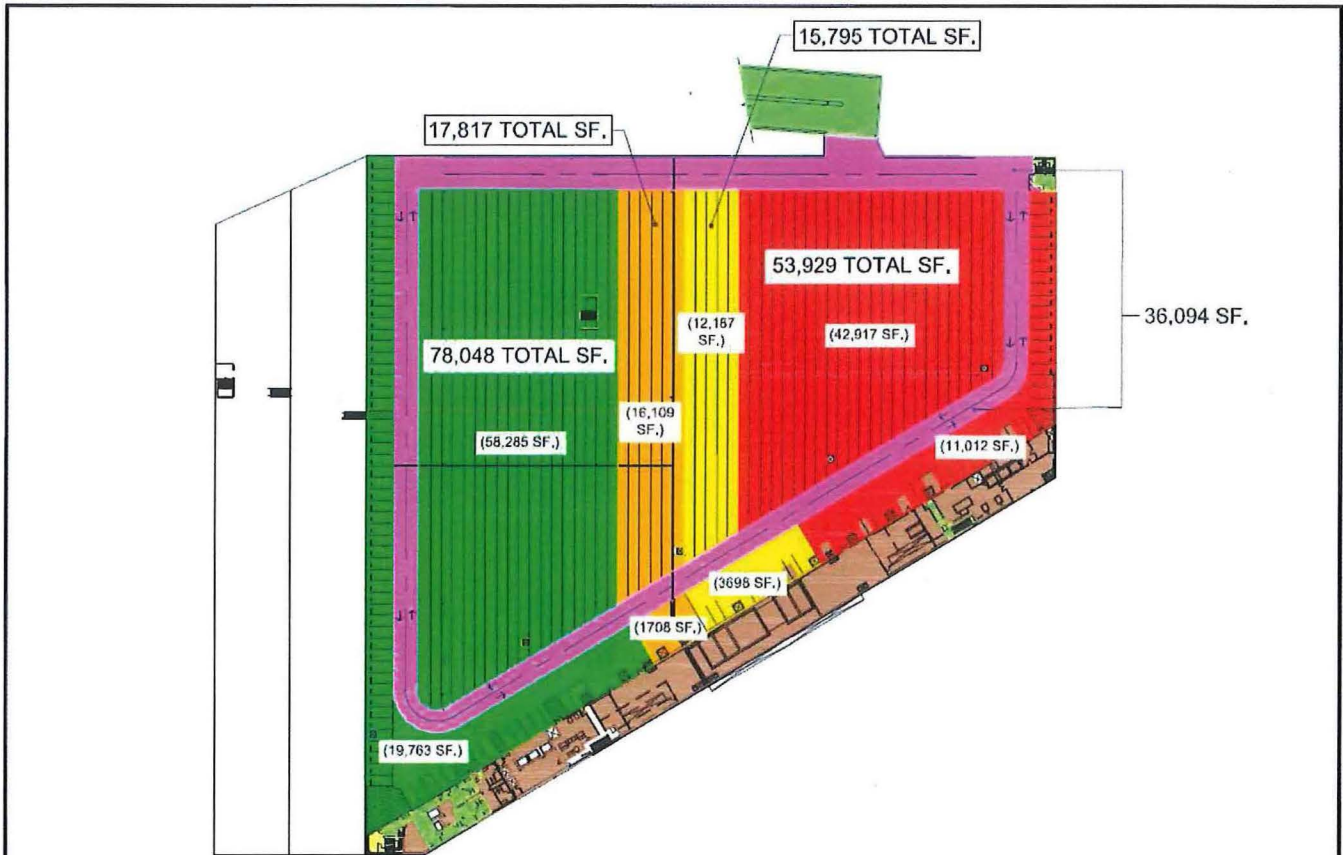 15,795 TOTAL SF.
17,817 TOTAL SF.
53,929 TOTAL SF.
(12,187
SF.)
(42,917 SF.)
36,094 SF.
78,048 TOTAL SF.
(16,109
SF.)
(58,285 SF.)
(11,012 SF.)
(3698 SF.)
(1708 SF.)
(19,763 SF.)